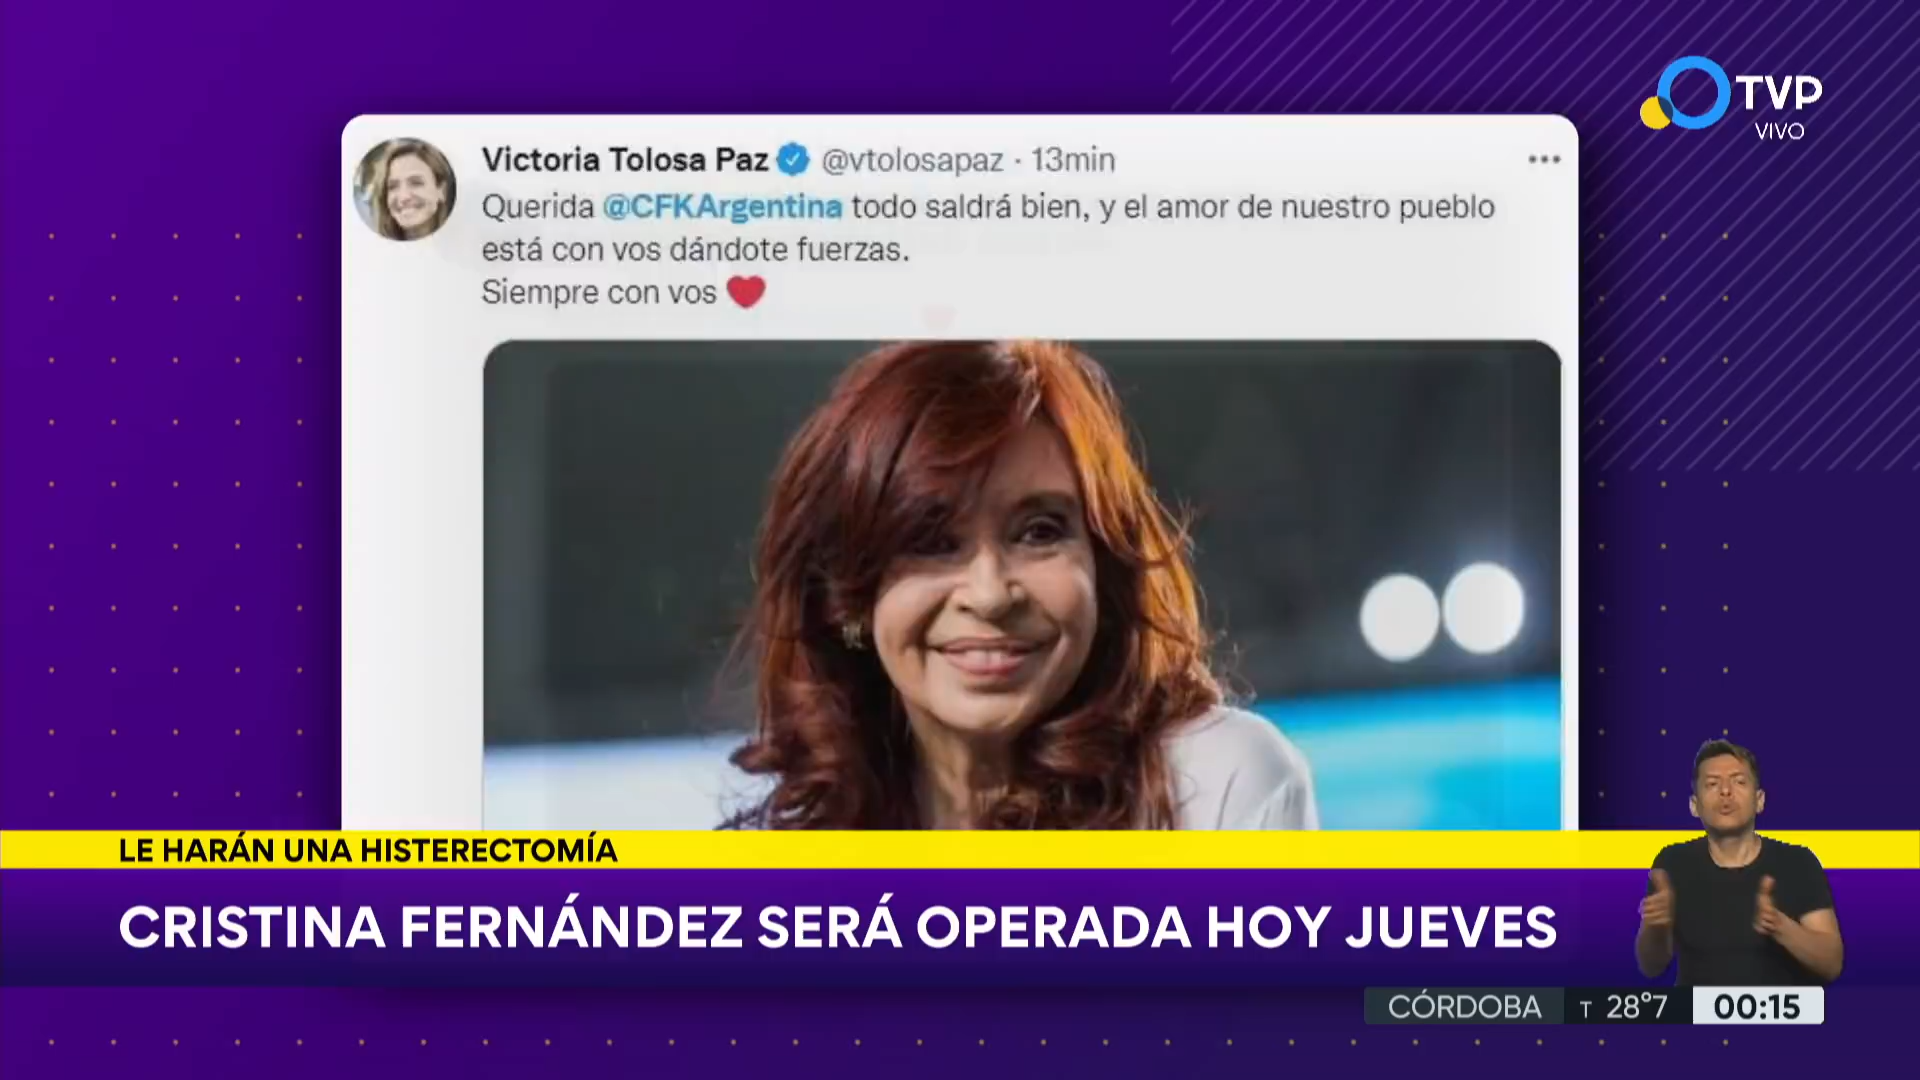 TVP
VIVO
Victoria Tolosa Paz @vtolosapaz · 13min
Querida @CFKArgentina todo saldrá bien, y el amor de nuestro pueblo
está con vos dándote fuerzas.
Siempre con vos ❤
LE HARÁN UNA HISTERECTOMÍA
CRISTINA FERNÁNDEZ SERÁ OPERADA HOY JUEVES
CÓRDOBA T 28°7 00:15